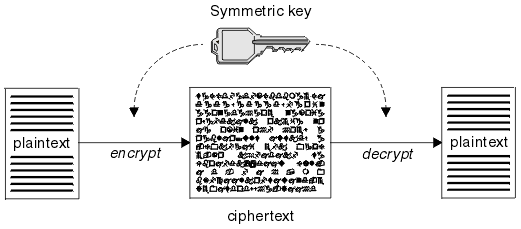 Symmetric key
plaintext
encrypt
decrypt
plaintext
ciphertext